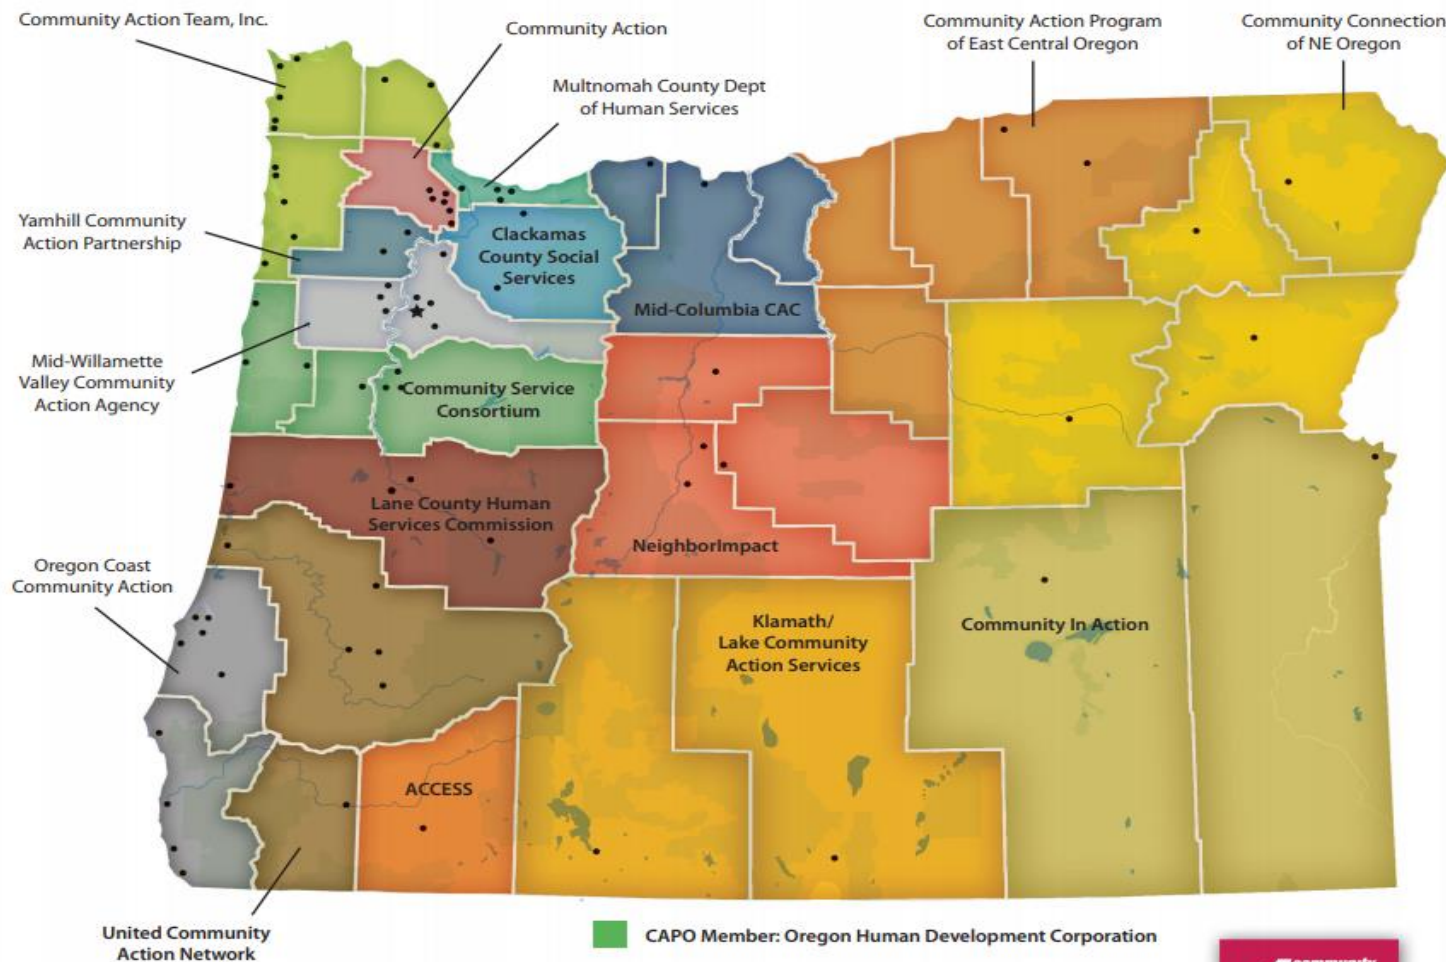 Community Action Team, Inc.
Community Action
Community Action Program
of East Central Oregon
Community Connection
of NE Oregon
Multnomah County Dept
of Human Services
Yamhill Community
Action Partnership
Clackamas
County Social
Services
Mid-Columbia CAC
Mid-Willamette
Valley Community
Action Agency
Community Service
Consortium
Lane County Human
Services Commission
NeighborImpact
Oregon Coast
Community Action
Klamath/
Lake Community
Action Services
Community In Action
ACCESS
United Community
Action Network
CAPO Member: Oregon Human Development Corporation